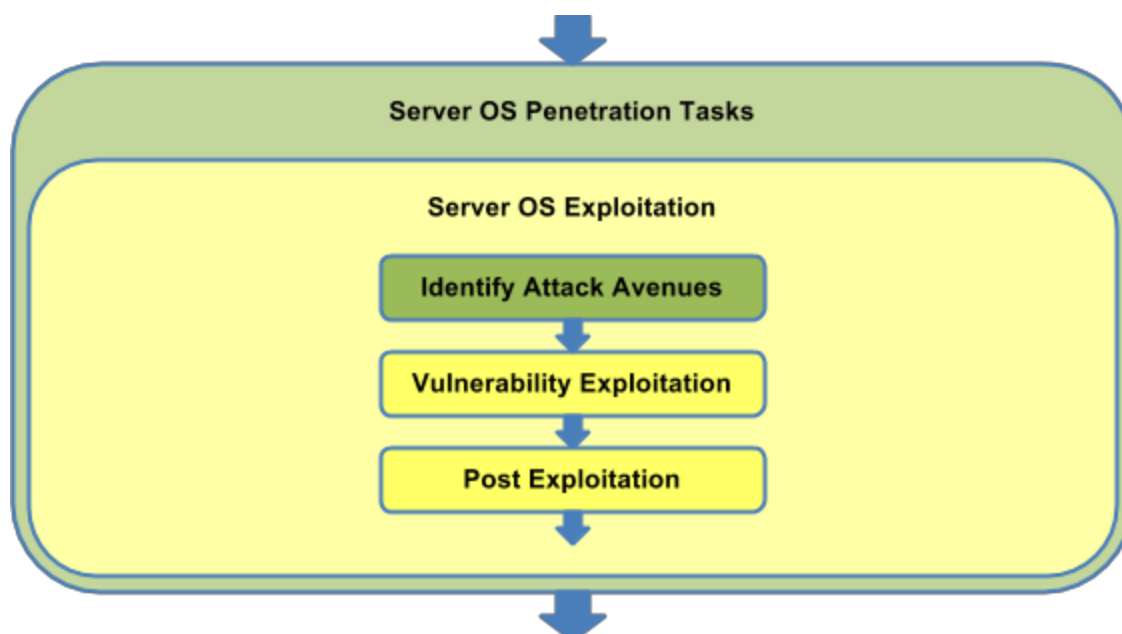 Server OS Penetration Tasks
Server OS Exploitation
Identify Attack Avenues
Vulnerability Exploitation
Post Exploitation